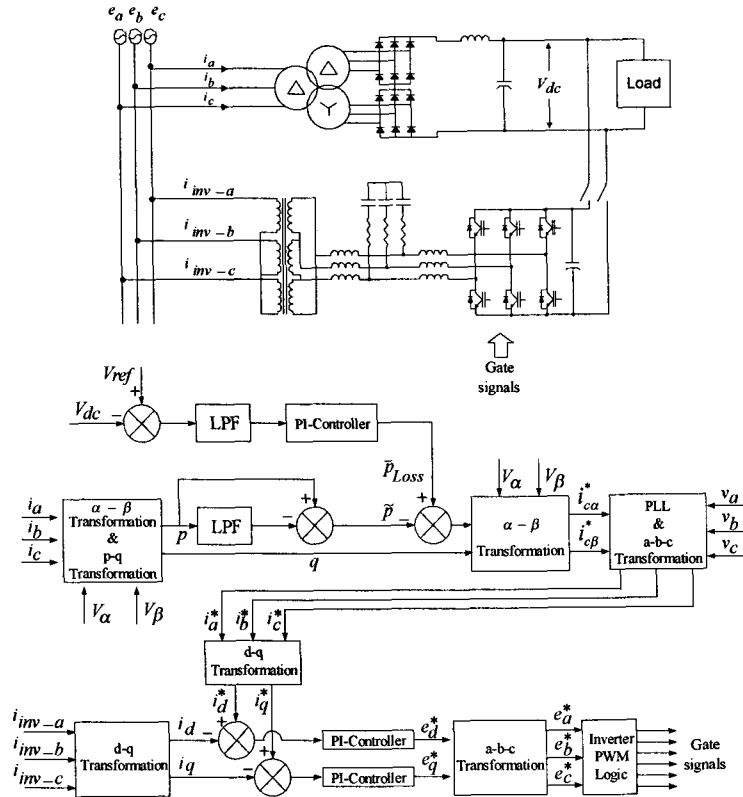 e_a e_b e_c
i_a
i_b
i_c
Δ
Δ
Y
V_dc
Load
i_inv-a
i_inv-b
i_inv-c
Gate
signals
V_ref
+
V_dc
-
LPF
PI-Controller
p̄_Loss
V_α V_β
i_a
i_b
i_c
α - β
Transformation
&
p-q
Transformation
p
LPF
+
-
p̃
+
-
q
α - β
Transformation
i*_cα
i*_cβ
PLL
&
a-b-c
Transformation
v_a
v_b
v_c
V_α V_β
i*_a i*_b i*_c
d-q
Transformation
i*_d i*_q
i_inv-a
i_inv-b
i_inv-c
d-q
Transformation
i_d
i_q
+
-
+
-
PI-Controller
PI-Controller
e*_d
e*_q
a-b-c
Transformation
e*_a
e*_b
e*_c
Inverter
PWM
Logic
Gate
signals